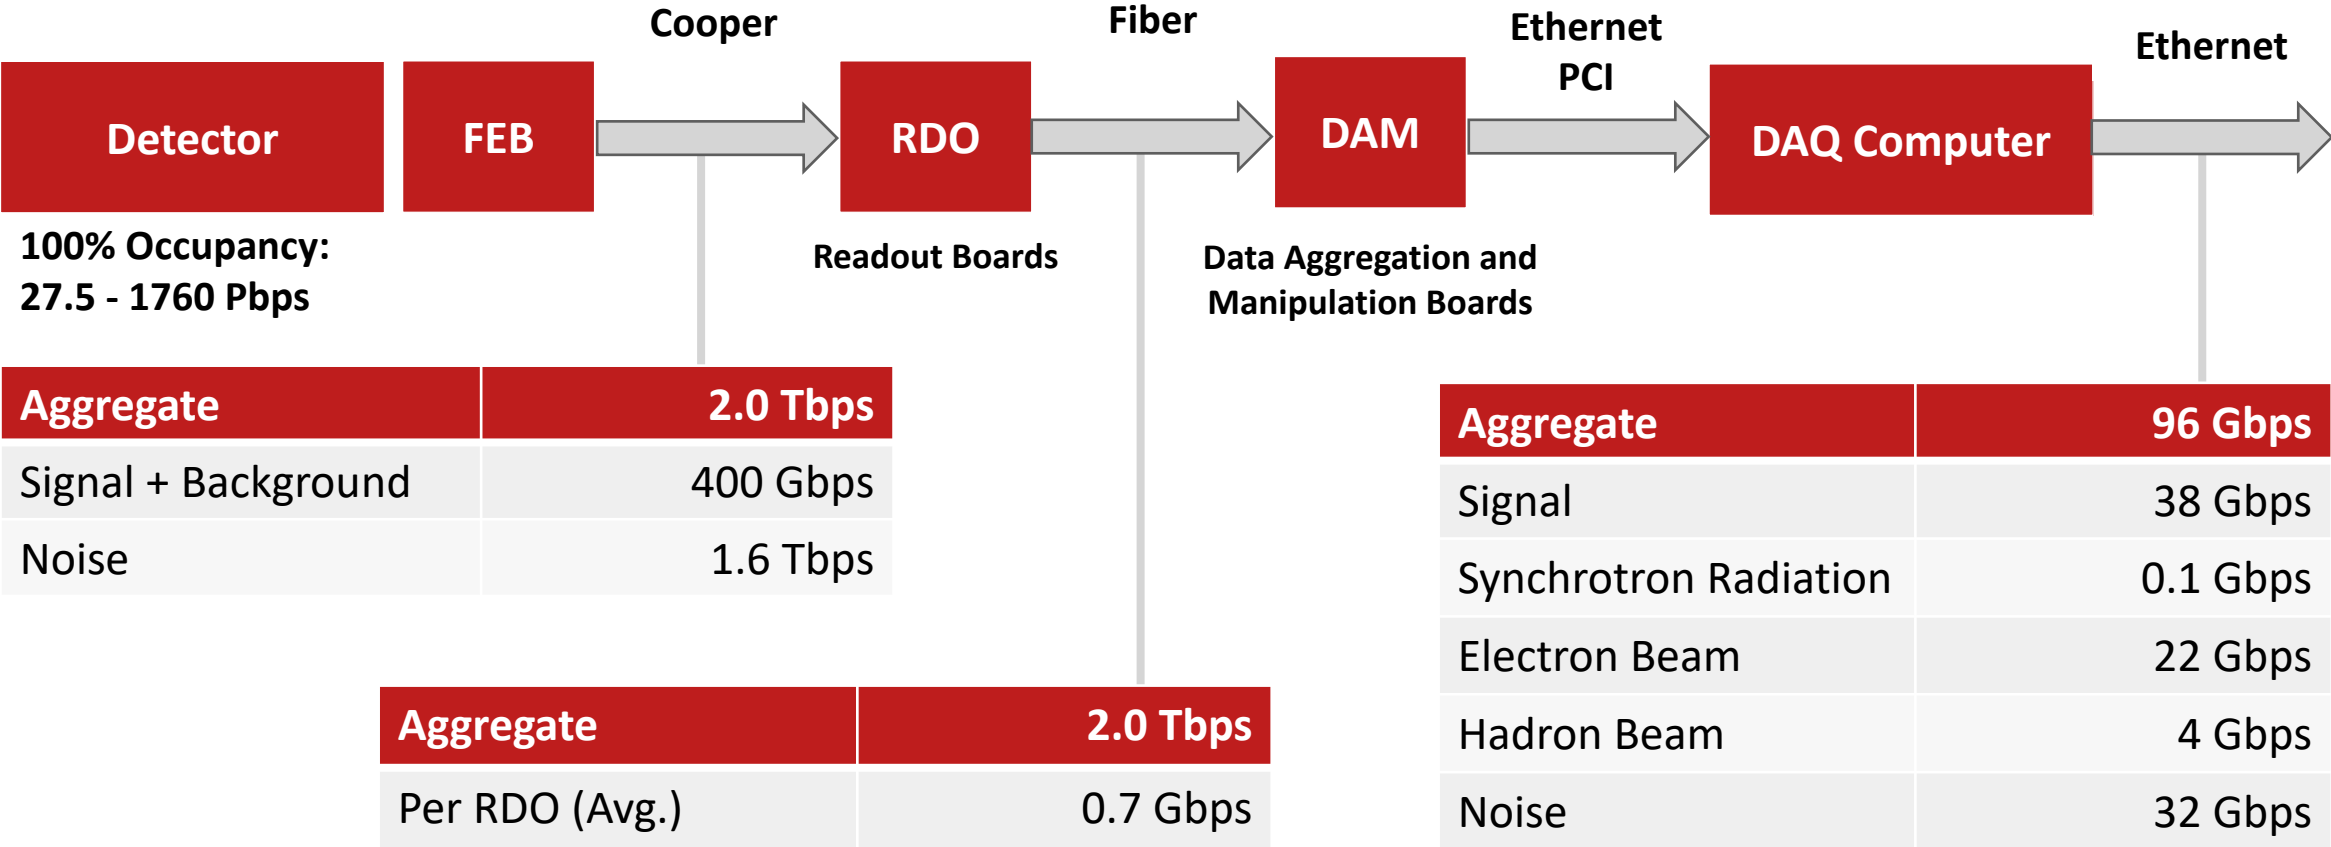 Cooper
Fiber
Ethernet
PCI
Ethernet
Detector
FEB
RDO
DAM
DAQ Computer
100% Occupancy:
27.5 - 1760 Pbps
Readout Boards
Data Aggregation and
Manipulation Boards
Aggregate 2.0 Tbps
Signal + Background 400 Gbps
Noise 1.6 Tbps
Aggregate 2.0 Tbps
Per RDO (Avg.) 0.7 Gbps
Aggregate 96 Gbps
Signal 38 Gbps
Synchrotron Radiation 0.1 Gbps
Electron Beam 22 Gbps
Hadron Beam 4 Gbps
Noise 32 Gbps